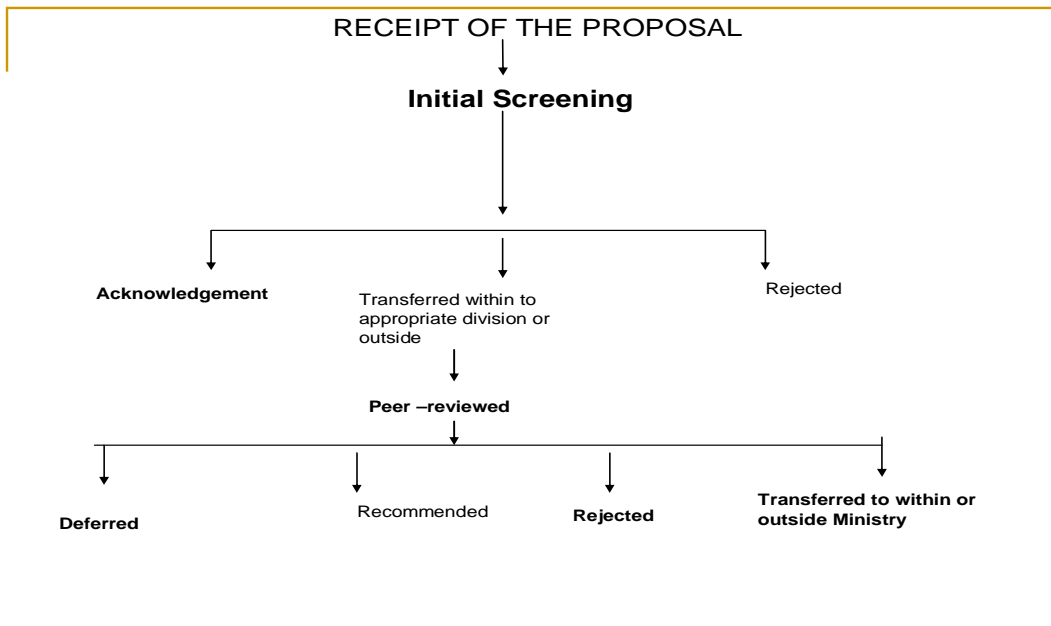 RECEIPT OF THE PROPOSAL
Initial Screening
Acknowledgement
Transferred within to
appropriate division or
outside
Rejected
Peer –reviewed
Deferred
Recommended
Rejected
Transferred to within or
outside Ministry